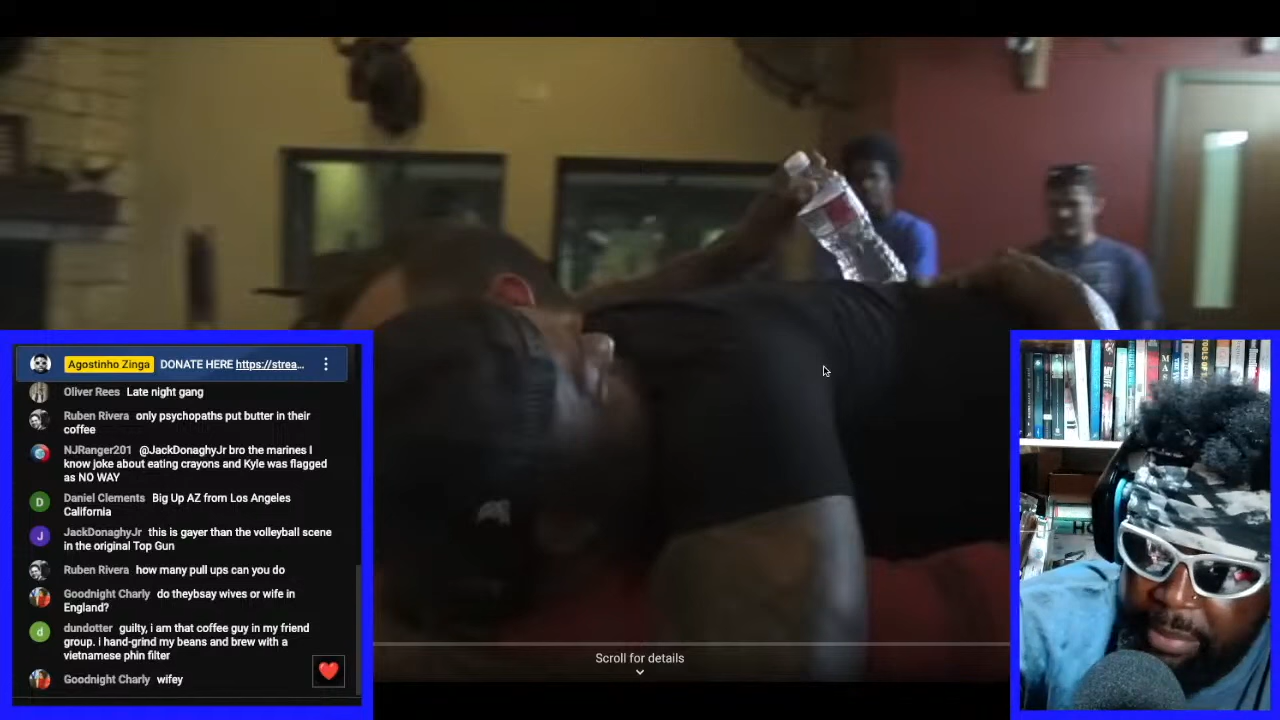 Agostinho Zinga DONATE HERE https://strea...
Oliver Rees Late night gang
Ruben Rivera only psychopaths put butter in their
coffee
NJRanger201 @JackDonaghyJr bro the marines I
know joke about eating crayons and Kyle was flagged
as NO WAY
Daniel Clements Big Up AZ from Los Angeles
California
JackDonaghyJr this is gayer than the volleyball scene
in the original Top Gun
Ruben Rivera how many pull ups can you do
Goodnight Charly do theybsay wives or wife in
England?
dundotter guilty, i am that coffee guy in my friend
group. i hand-grind my beans and brew with a
vietnamese phin filter
Goodnight Charly wifey
Scroll for details